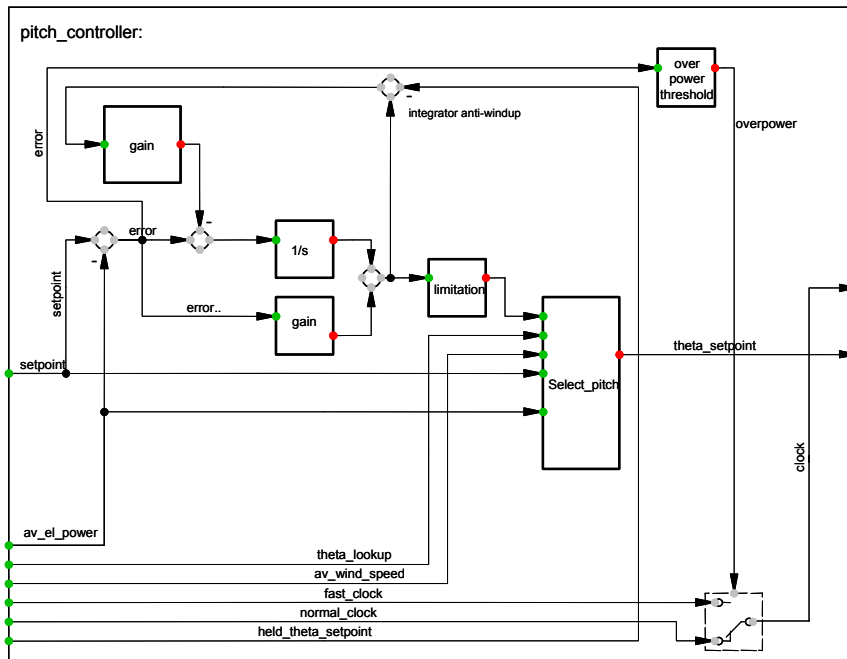 pitch_controller:
over
power
threshold
-
integrator anti-windup
overpower
error
gain
-
error
1/s
-
setpoint
limitation
error..
gain
theta_setpoint
setpoint
Select_pitch
clock
av_el_power
theta_lookup
av_wind_speed
fast_clock
normal_clock
held_theta_setpoint